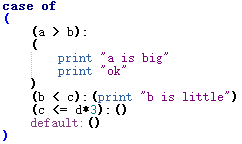 case of
(
(a > b):
(
print "a is big"
print "ok"
)
(b < c):(print "b is little")
(c <= d*3):()
default:()
)